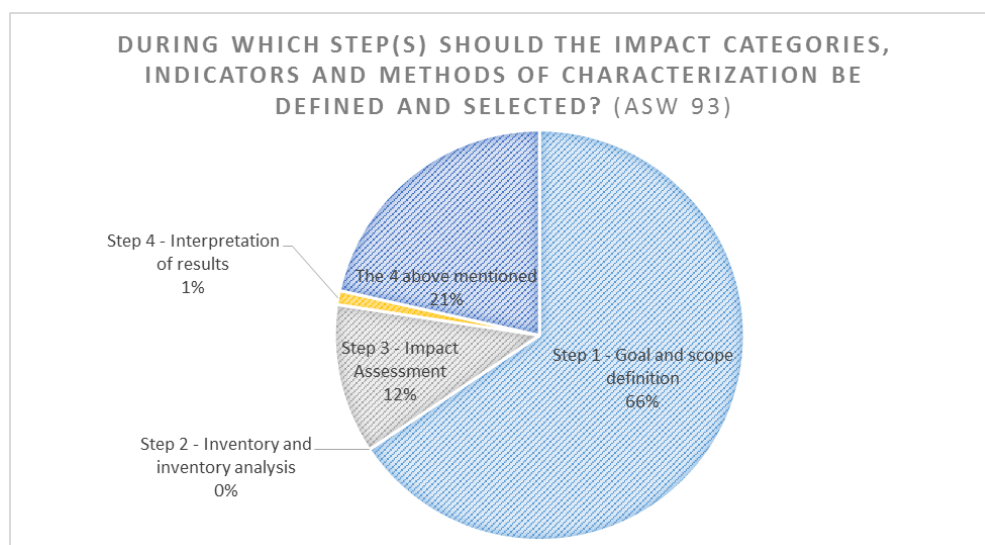 DURING WHICH STEP(S) SHOULD THE IMPACT CATEGORIES,
INDICATORS AND METHODS OF CHARACTERIZATION BE
DEFINED AND SELECTED? (ASW 93)
Step 4 - Interpretation
of results
1%
The 4 above mentioned
21%
Step 3 - Impact
Assessment
12%
Step 1 - Goal and scope
definition
66%
Step 2 - Inventory and
inventory analysis
0%